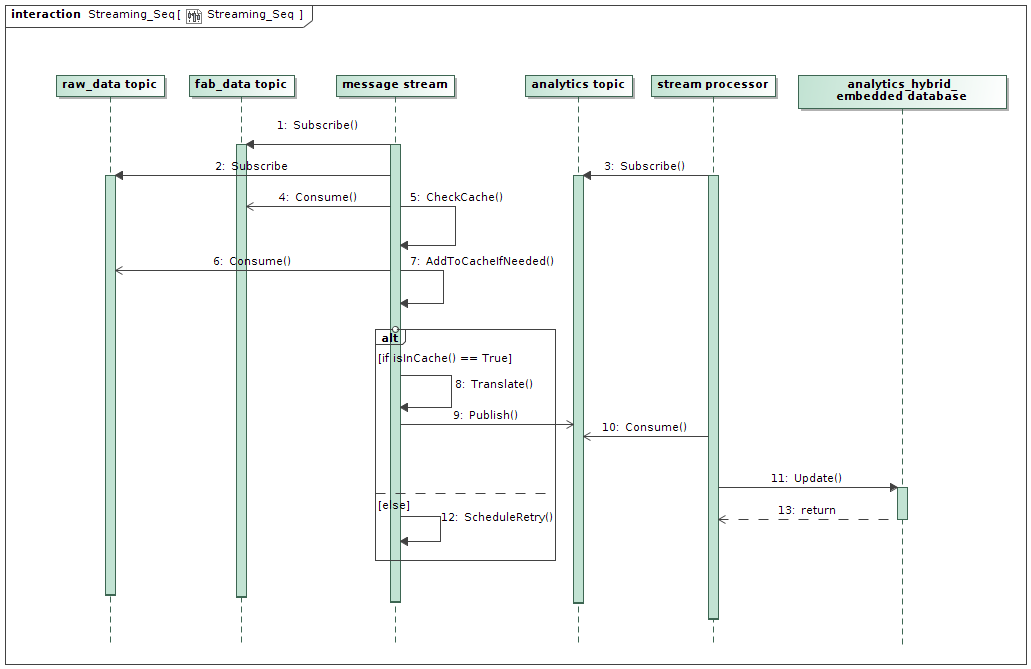 interaction Streaming_Seq[ Streaming_Seq ]
raw_data topic
fab_data topic
message stream
analytics topic
stream processor
analytics_hybrid_
embedded database
1: Subscribe()
2: Subscribe
3: Subscribe()
4: Consume()
5: CheckCache()
6: Consume()
7: AddToCacheIfNeeded()
alt
[if isInCache() == True]
8: Translate()
9: Publish()
10: Consume()
11: Update()
[else]
13: return
12: ScheduleRetry()